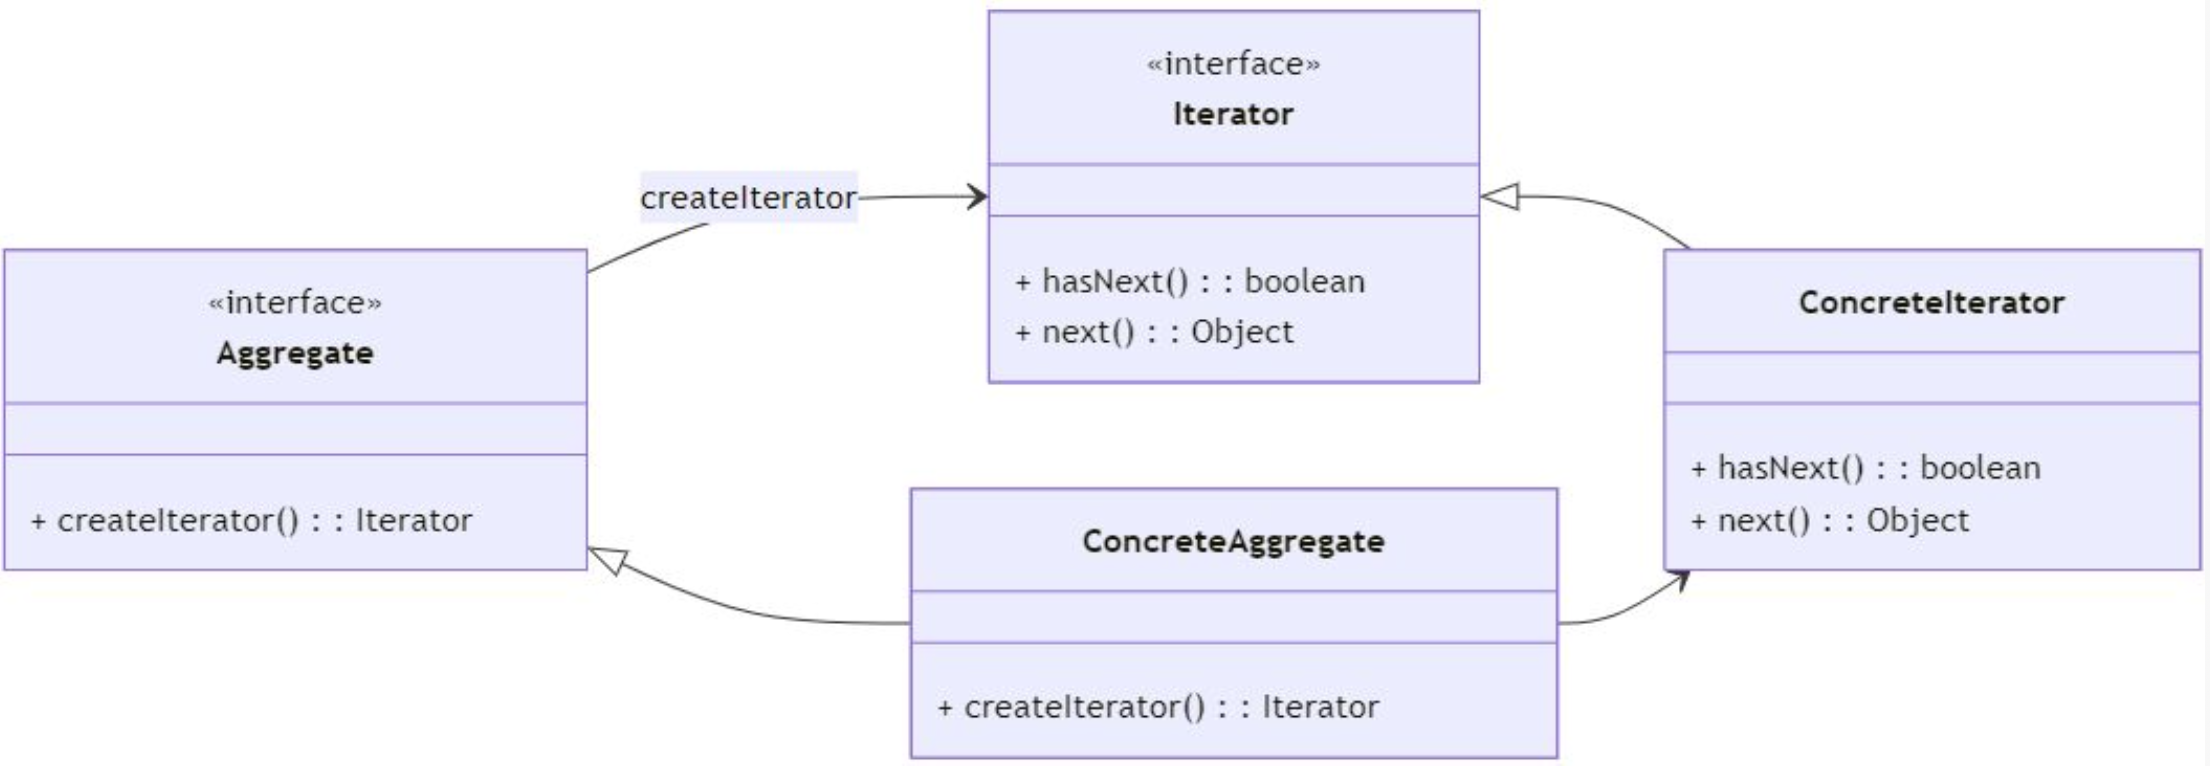 «interface»
Iterator
+ hasNext() : : boolean
+ next() : : Object
createIterator
«interface»
Aggregate
+ createIterator() : : Iterator
ConcreteIterator
+ hasNext() : : boolean
+ next() : : Object
ConcreteAggregate
+ createIterator() : : Iterator